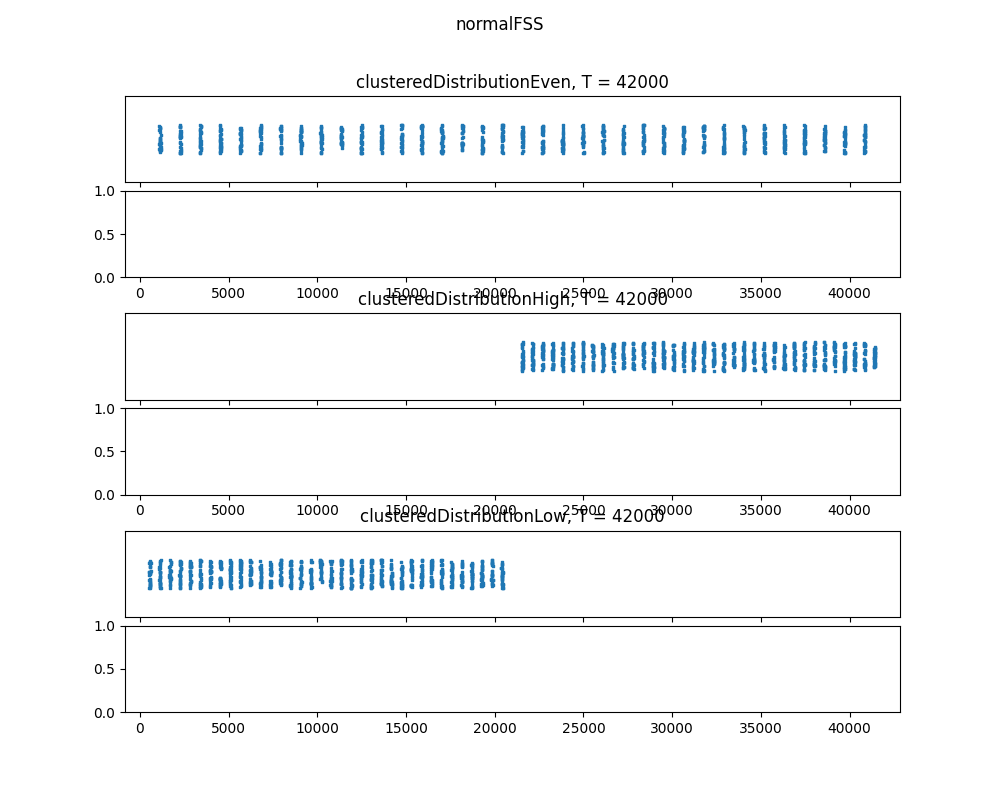 normalFSS
clusteredDistributionEven, T = 42000
1.0
0.5
0.0
0 5000 10000 15000 20000 25000 30000 35000 40000
clusteredDistributionHigh, T = 42000
1.0
0.5
0.0
0 5000 10000 15000 20000 25000 30000 35000 40000
clusteredDistributionLow, T = 42000
1.0
0.5
0.0
0 5000 10000 15000 20000 25000 30000 35000 40000